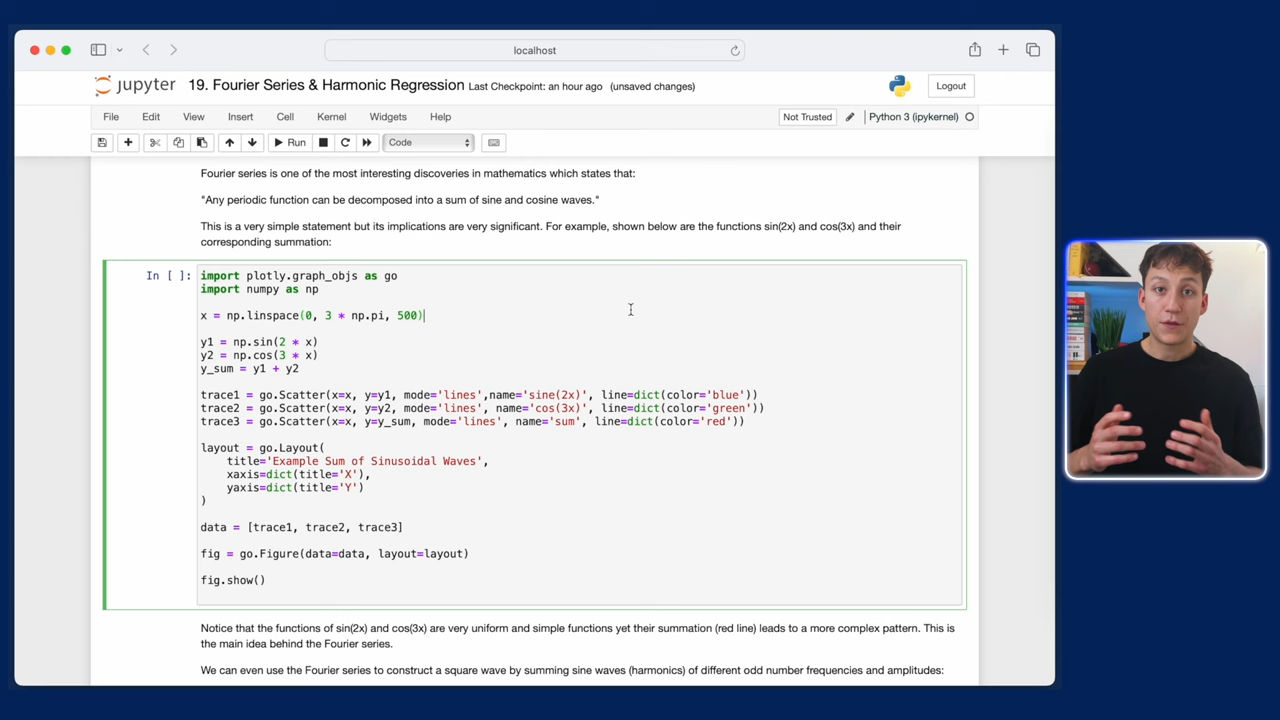 localhost
jupyter 19. Fourier Series & Harmonic Regression Last Checkpoint: an hour ago (unsaved changes) Logout
File Edit View Insert Cell Kernel Widgets Help Not Trusted Python 3 (ipykernel)
Run Code
Fourier series is one of the most interesting discoveries in mathematics which states that:
"Any periodic function can be decomposed into a sum of sine and cosine waves."
This is a very simple statement but its implications are very significant. For example, shown below are the functions sin(2x) and cos(3x) and their
corresponding summation:
In [ ]: import plotly.graph_objs as go
import numpy as np
x = np.linspace(0, 3 * np.pi, 500)
y1 = np.sin(2 * x)
y2 = np.cos(3 * x)
y_sum = y1 + y2
trace1 = go.Scatter(x=x, y=y1, mode='lines',name='sine(2x)', line=dict(color='blue'))
trace2 = go.Scatter(x=x, y=y2, mode='lines', name='cos(3x)', line=dict(color='green'))
trace3 = go.Scatter(x=x, y=y_sum, mode='lines', name='sum', line=dict(color='red'))
layout = go.Layout(
    title='Example Sum of Sinusoidal Waves',
    xaxis=dict(title='X'),
    yaxis=dict(title='Y')
)
data = [trace1, trace2, trace3]
fig = go.Figure(data=data, layout=layout)
fig.show()
Notice that the functions of sin(2x) and cos(3x) are very uniform and simple functions yet their summation (red line) leads to a more complex pattern. This is
the main idea behind the Fourier series.
We can even use the Fourier series to construct a square wave by summing sine waves (harmonics) of different odd number frequencies and amplitudes: